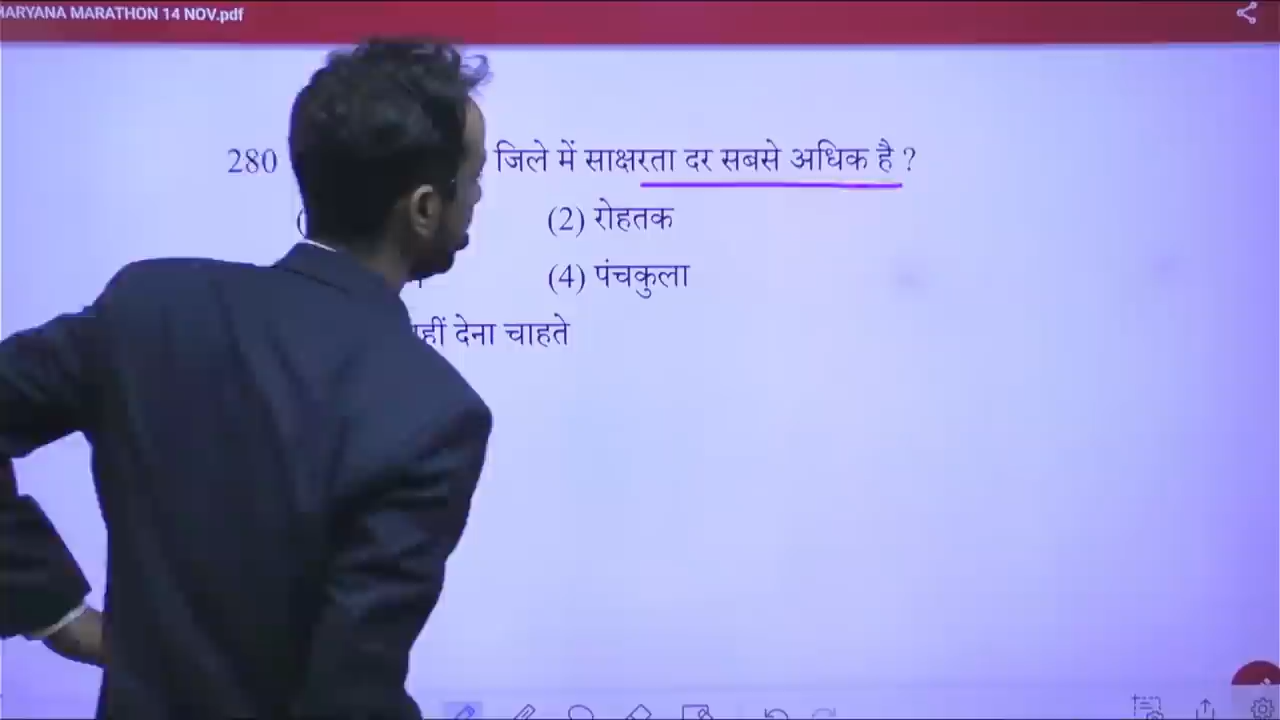 HARYANA MARATHON 14 NOV.pdf
280 जिले में साक्षरता दर सबसे अधिक है ?
(2) रोहतक
(4) पंचकुला
देना चाहते